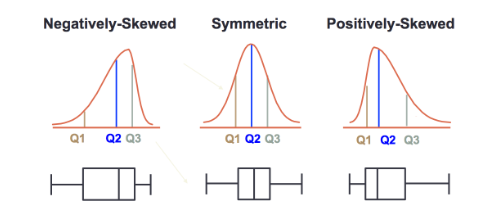 Negatively-Skewed Symmetric Positively-Skewed
Q1 Q2 Q3 Q1 Q2 Q3 Q1 Q2 Q3